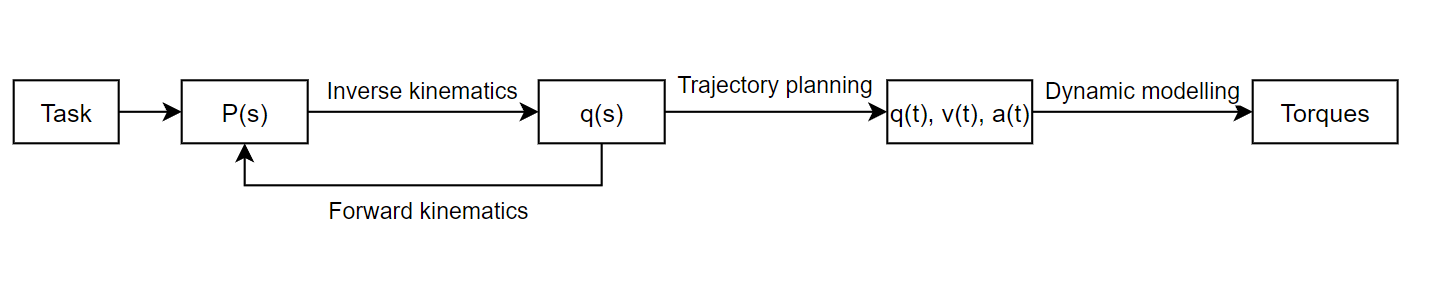 Task
P(s)
Inverse kinematics
q(s)
Trajectory planning
q(t), v(t), a(t)
Dynamic modelling
Torques
Forward kinematics